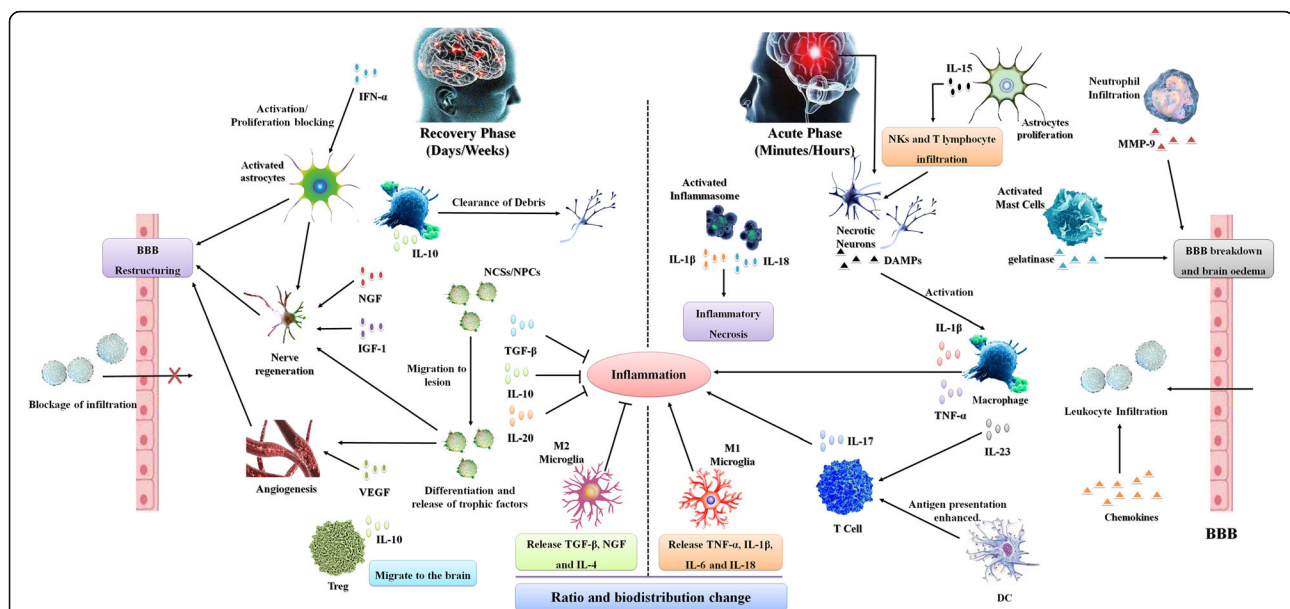 IFN-α
Activation/
Proliferation blocking
Recovery Phase
(Days/Weeks)
Activated
astrocytes
Clearance of Debris
IL-10
BBB
Restructuring
NCSs/NPCs
NGF
IGF-1
TGF-β
Nerve
regeneration
Migration to
lesion
IL-10
Blockage of infiltration
IL-20
M2
Microglia
Angiogenesis
VEGF
Differentiation and
release of trophic factors
IL-10
Treg
Migrate to the brain
Release TGF-β, NGF
and IL-4
Inflammation
Acute Phase
(Minutes/Hours)
IL-15
Astrocytes
proliferation
NKs and T lymphocyte
infiltration
Neutrophil
Infiltration
MMP-9
Activated
Inflammasome
IL-1β
IL-18
Necrotic
Neurons
DAMPs
Activated
Mast Cells
gelatinase
BBB breakdown
and brain oedema
Inflammatory
Necrosis
Activation
IL-1β
TNF-α
Macrophage
IL-23
Leukocyte Infiltration
IL-17
M1
Microglia
T Cell
Antigen presentation
enhanced.
Chemokines
BBB
DC
Release TNF-α, IL-1β,
IL-6 and IL-18
Ratio and biodistribution change